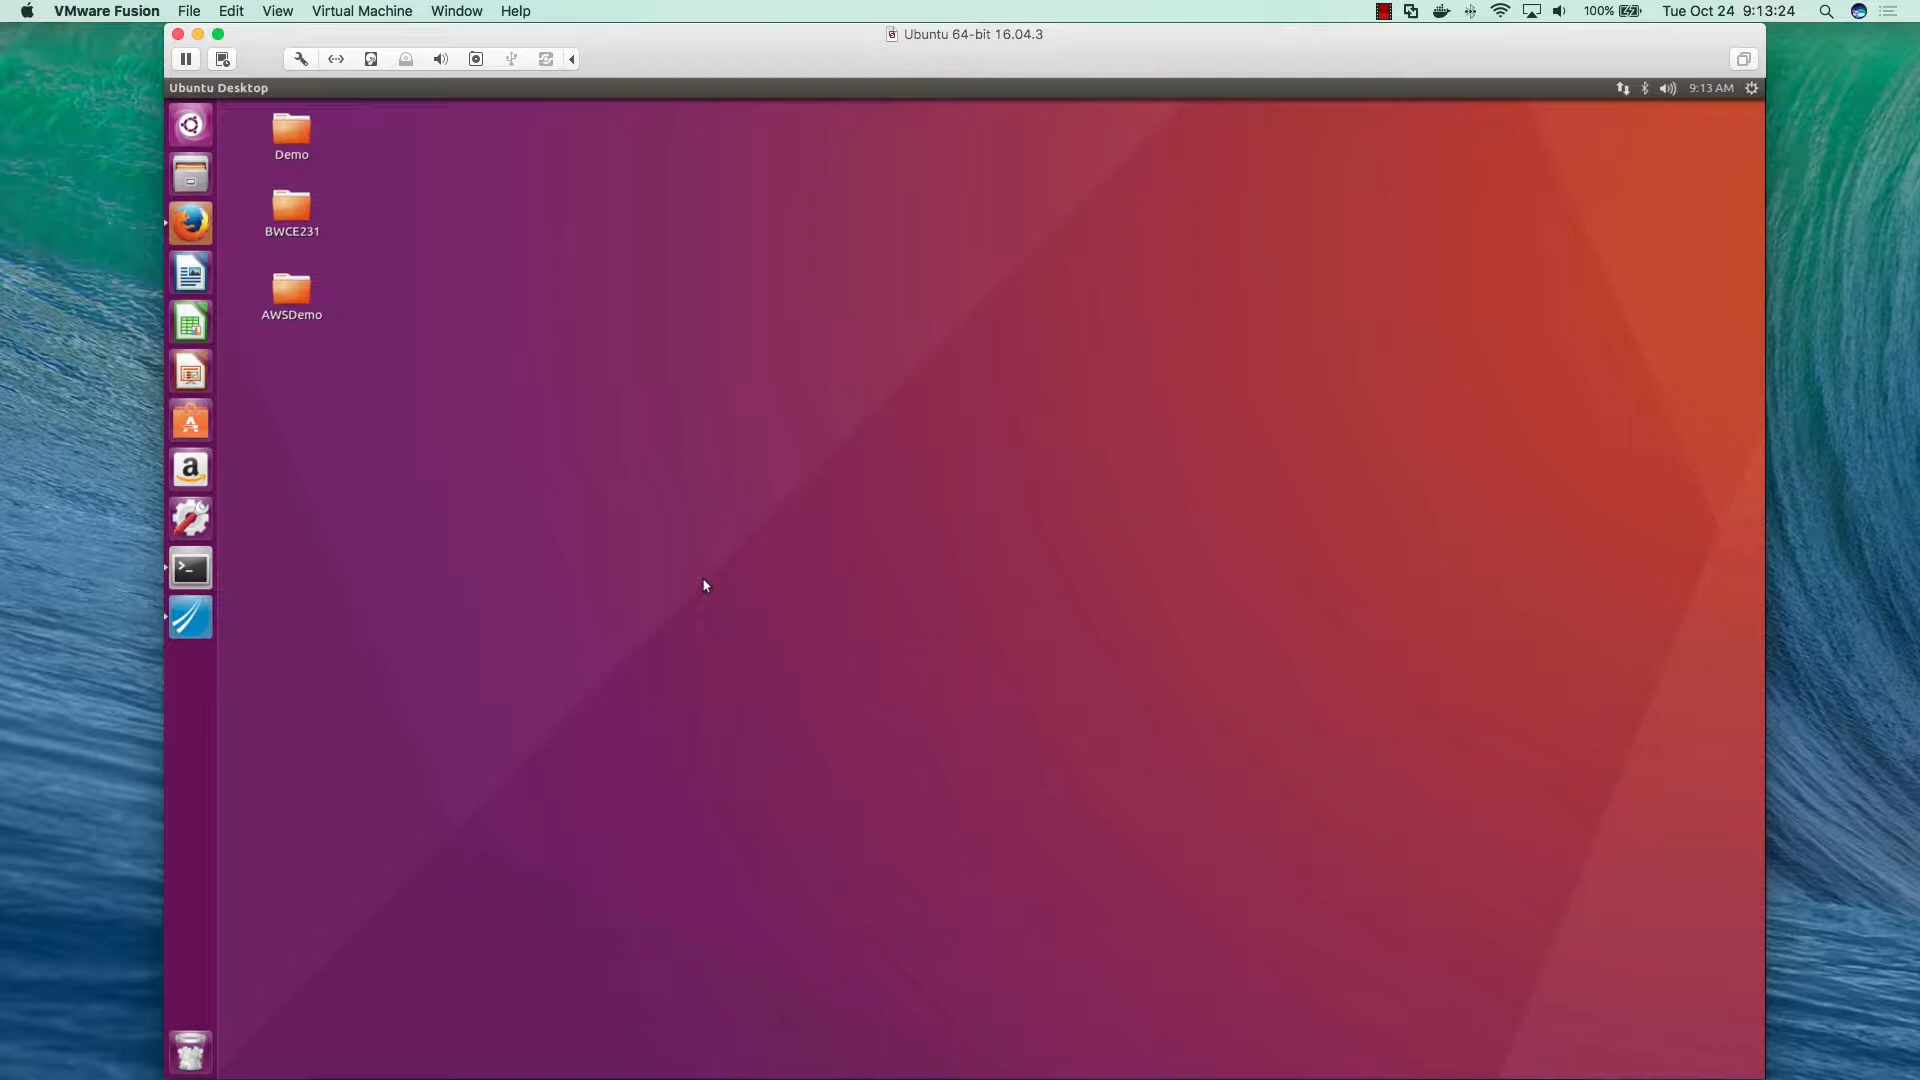 VMware Fusion File Edit View Virtual Machine Window Help 100% Tue Oct 24 9:13:24
Ubuntu 64-bit 16.04.3
Ubuntu Desktop 9:13 AM
Demo
BWCE231
AWSDemo